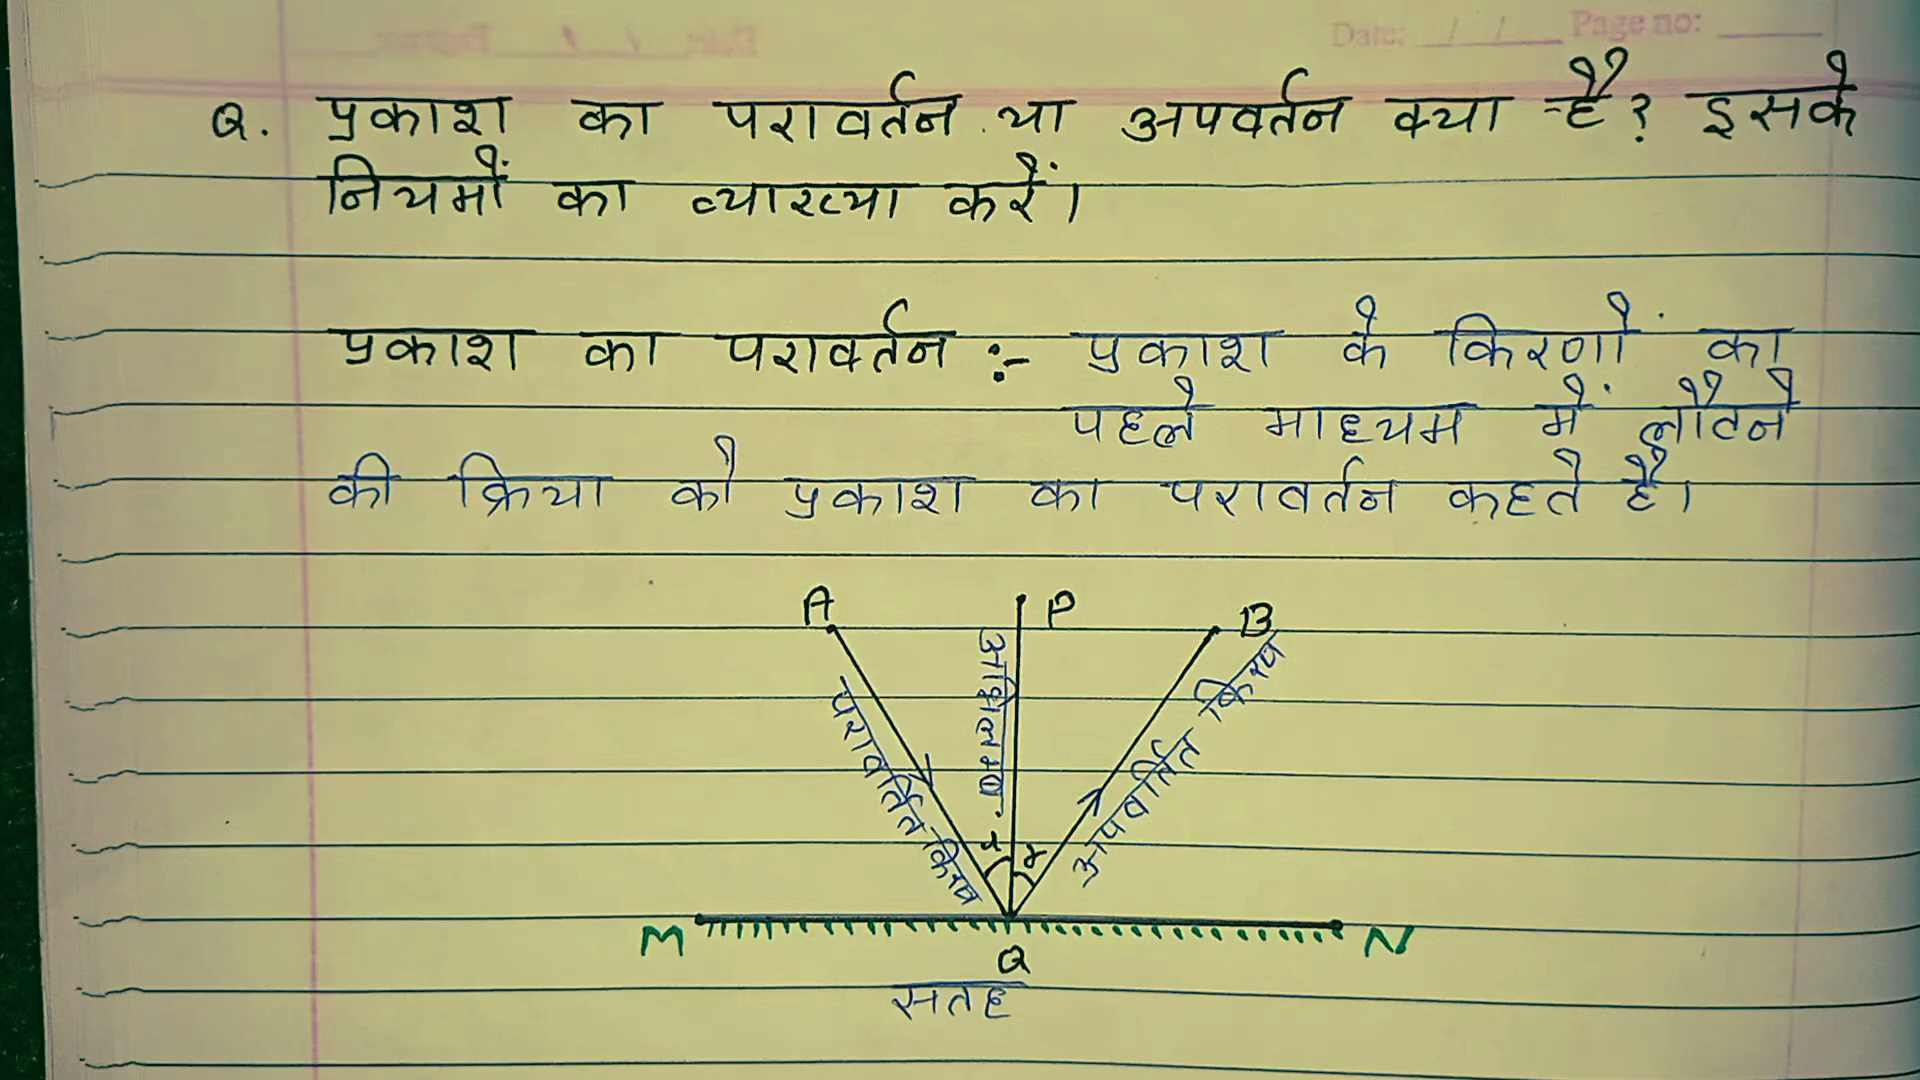 Date: / / Page no:
Q. प्रकाश का परावर्तन या अपवर्तन क्या है? इसके
नियमों का व्याख्या करें।
प्रकाश का परावर्तन :- प्रकाश के किरणों का
पहले माध्यम में लौटने
की क्रिया को प्रकाश का परावर्तन कहते हैं।
A P B
परावर्तित किरण
अपवर्तित किरण
M N
Q
सतह